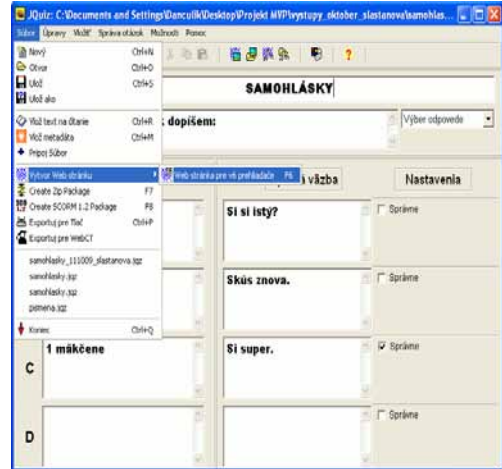 JQuiz: C:\Documents and Settings\Danculik\Desktop\Projekt MVP\vystupy_oktober_slastanova\samohlas...
Súbor Úpravy Vložiť Správa otázok Možnosti Pomoc
Nový Ctrl+N
Otvor Ctrl+O
Ulož Ctrl+S
Ulož ako
Vlož text na čítanie Ctrl+R
Vlož metadáta Ctrl+M
Pripoj Súbor
Vytvor Web stránku
Web stránka pre v6 prehliadače F6
Create Zip Package F7
Create SCORM 1.2 Package F8
Exportuj pre Tlač Ctrl+P
Exportuj pre WebCT
samohlasky_111009_slastanova.jqz
samohlasky.jqz
samohlasky.jqz
pismena.jqz
Koniec Ctrl+Q
SAMOHLÁSKY
dopíšem:
Výber odpovede
väzba
Nastavenia
Si si istý?
Správne
Skús znova.
Správne
C
1 mäkčene
Si super.
Správne
D
Správne